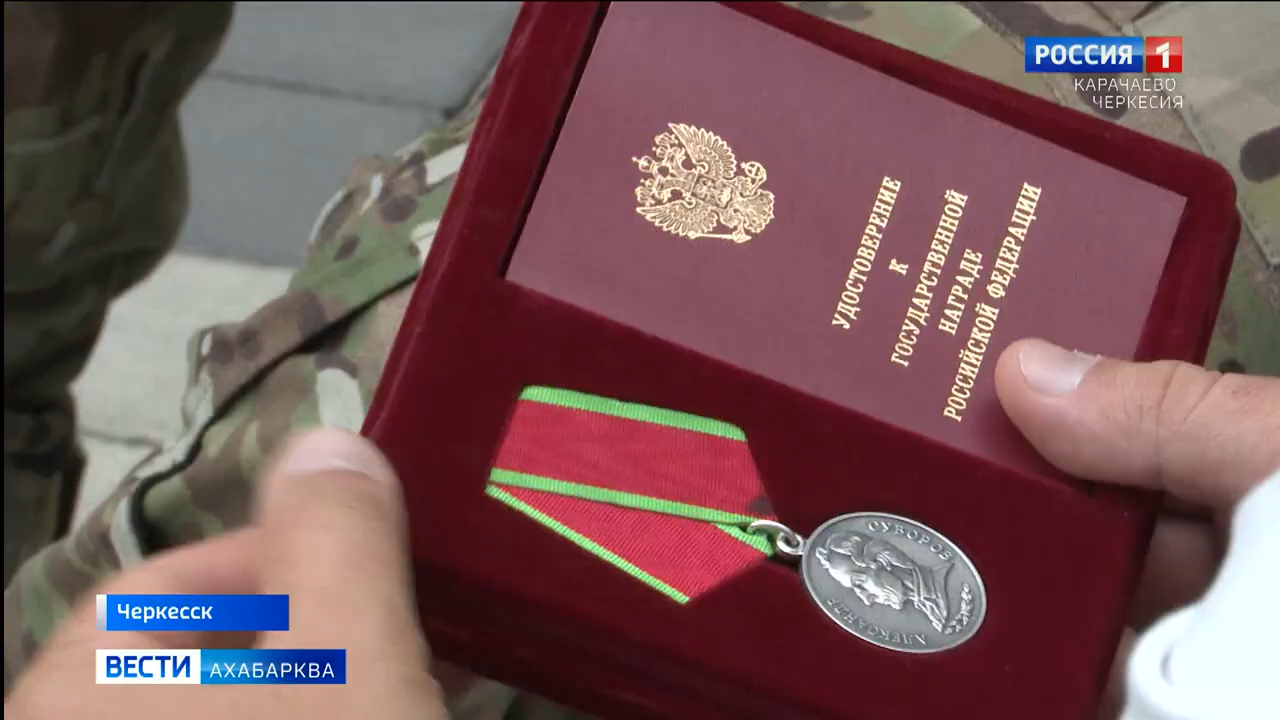 РОССИЯ 1
КАРАЧАЕВО
ЧЕРКЕСИЯ
УДОСТОВЕРЕНИЕ
К
ГОСУДАРСТВЕННОЙ
НАГРАДЕ
РОССИЙСКОЙ ФЕДЕРАЦИИ
АЛЕКСАНДР СУВОРОВ
Черкесск
ВЕСТИ АХАБАРКВА